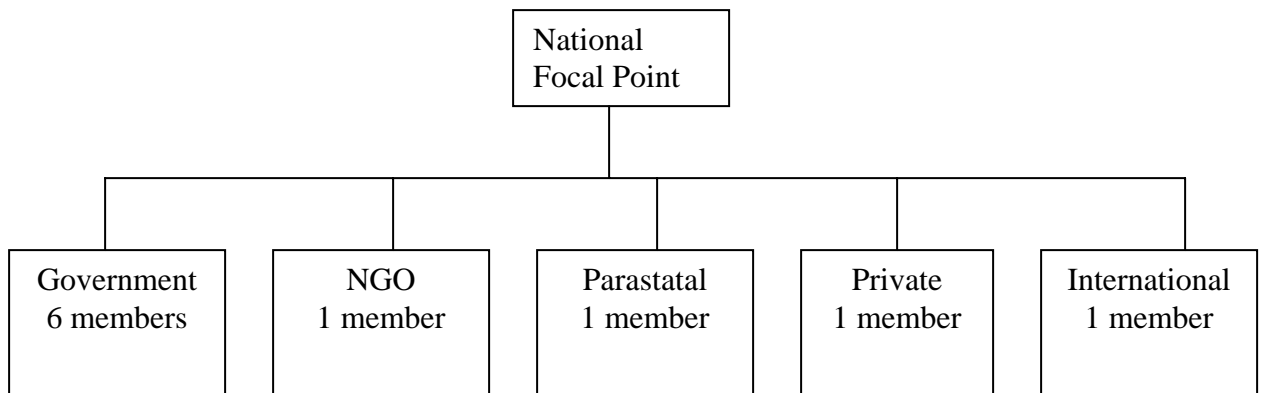 National
Focal Point
Government
6 members
NGO
1 member
Parastatal
1 member
Private
1 member
International
1 member